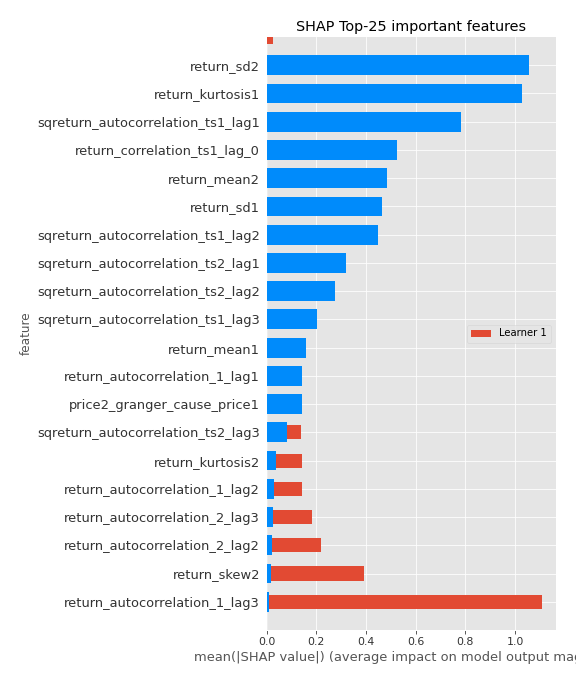 SHAP Top-25 important features
return_sd2
return_kurtosis1
sqreturn_autocorrelation_ts1_lag1
return_correlation_ts1_lag_0
return_mean2
return_sd1
sqreturn_autocorrelation_ts1_lag2
sqreturn_autocorrelation_ts2_lag1
sqreturn_autocorrelation_ts2_lag2
sqreturn_autocorrelation_ts1_lag3
return_mean1
return_autocorrelation_1_lag1
price2_granger_cause_price1
sqreturn_autocorrelation_ts2_lag3
return_kurtosis2
return_autocorrelation_1_lag2
return_autocorrelation_2_lag3
return_autocorrelation_2_lag2
return_skew2
return_autocorrelation_1_lag3
feature
Learner 1
0.0 0.2 0.4 0.6 0.8 1.0
mean(|SHAP value|) (average impact on model output mag